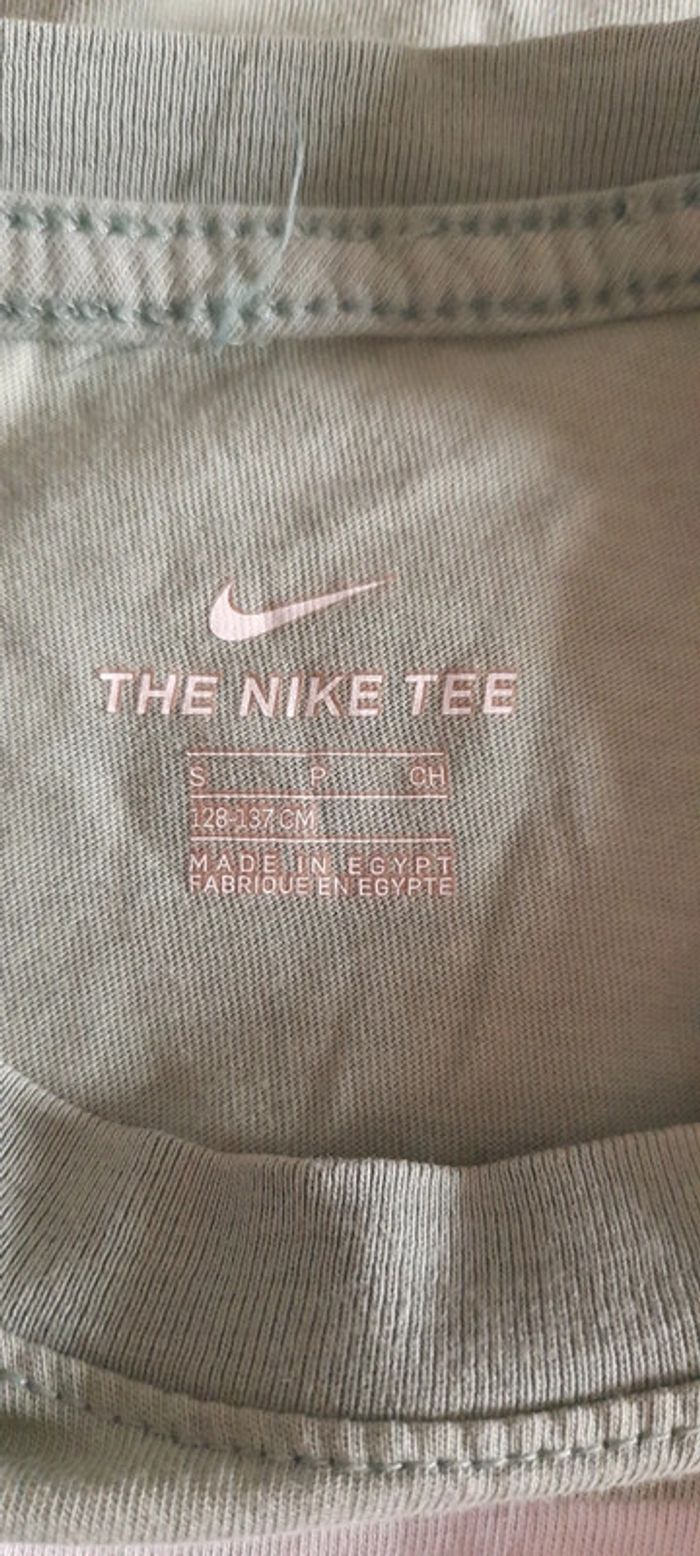 THE NIKE TEE
S P CH
128-137 CM
MADE IN EGYPT
FABRIQUE EN EGYPTE